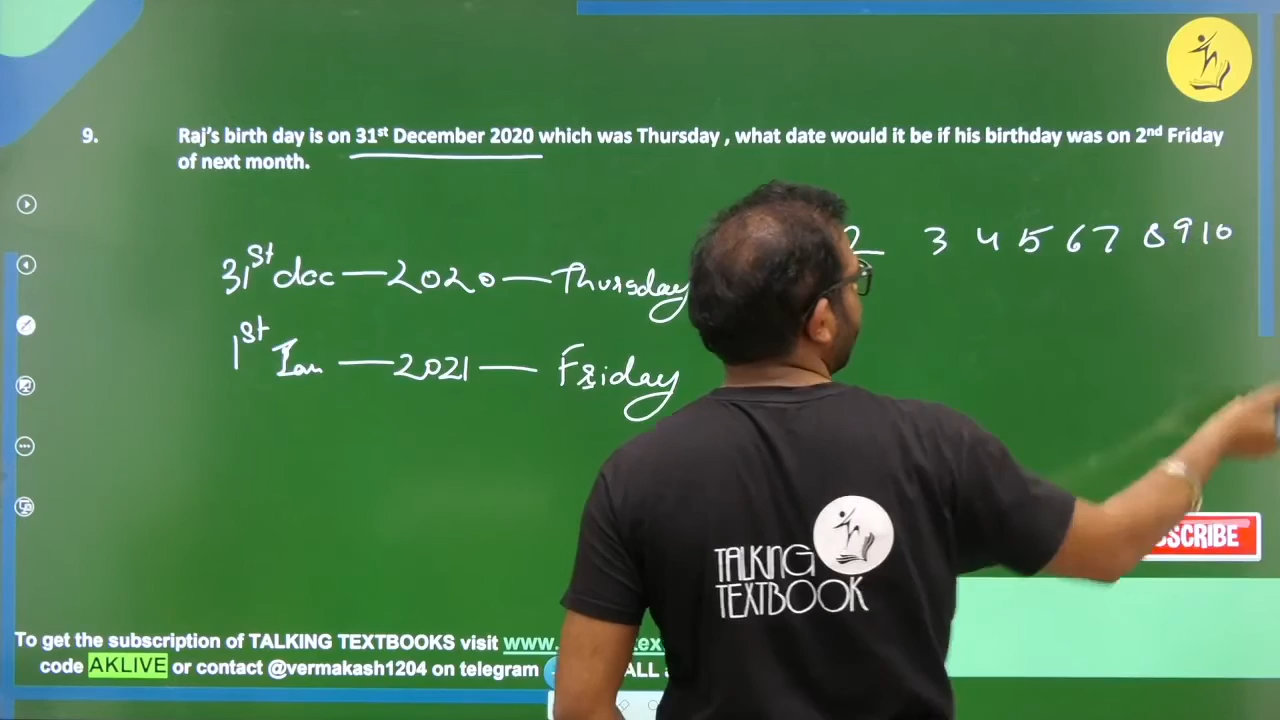 9. Raj's birth day is on 31st December 2020 which was Thursday , what date would it be if his birthday was on 2nd Friday
of next month.
2 3 4 5 6 7 8 9 10
31st dec — 2020 — Thursday
1st Jan — 2021 — Friday
TALKING
TEXTBOOK
SCRIBE
To get the subscription of TALKING TEXTBOOKS visit www.
code AKLIVE or contact @vermakash1204 on telegram